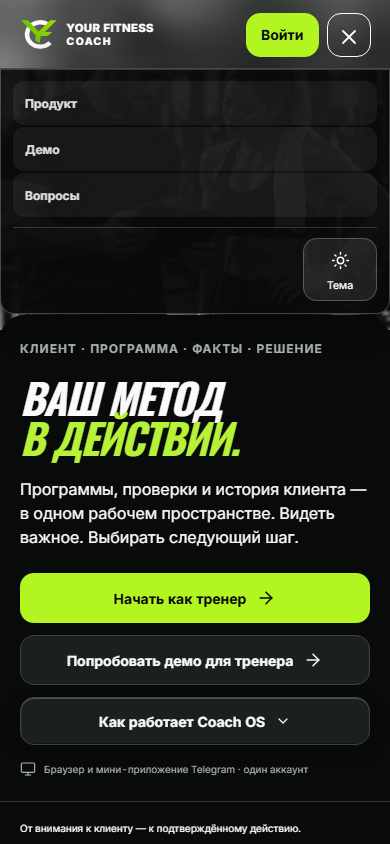 YOUR FITNESS
COACH
Войти
Продукт
Демо
Вопросы
Тема
КЛИЕНТ · ПРОГРАММА · ФАКТЫ · РЕШЕНИЕ
ВАШ МЕТОД
В ДЕЙСТВИИ.
Программы, проверки и история клиента —
в одном рабочем пространстве. Видеть
важное. Выбирать следующий шаг.
Начать как тренер
Попробовать демо для тренера
Как работает Coach OS
Браузер и мини-приложение Telegram · один аккаунт
От внимания к клиенту — к подтверждённому действию.